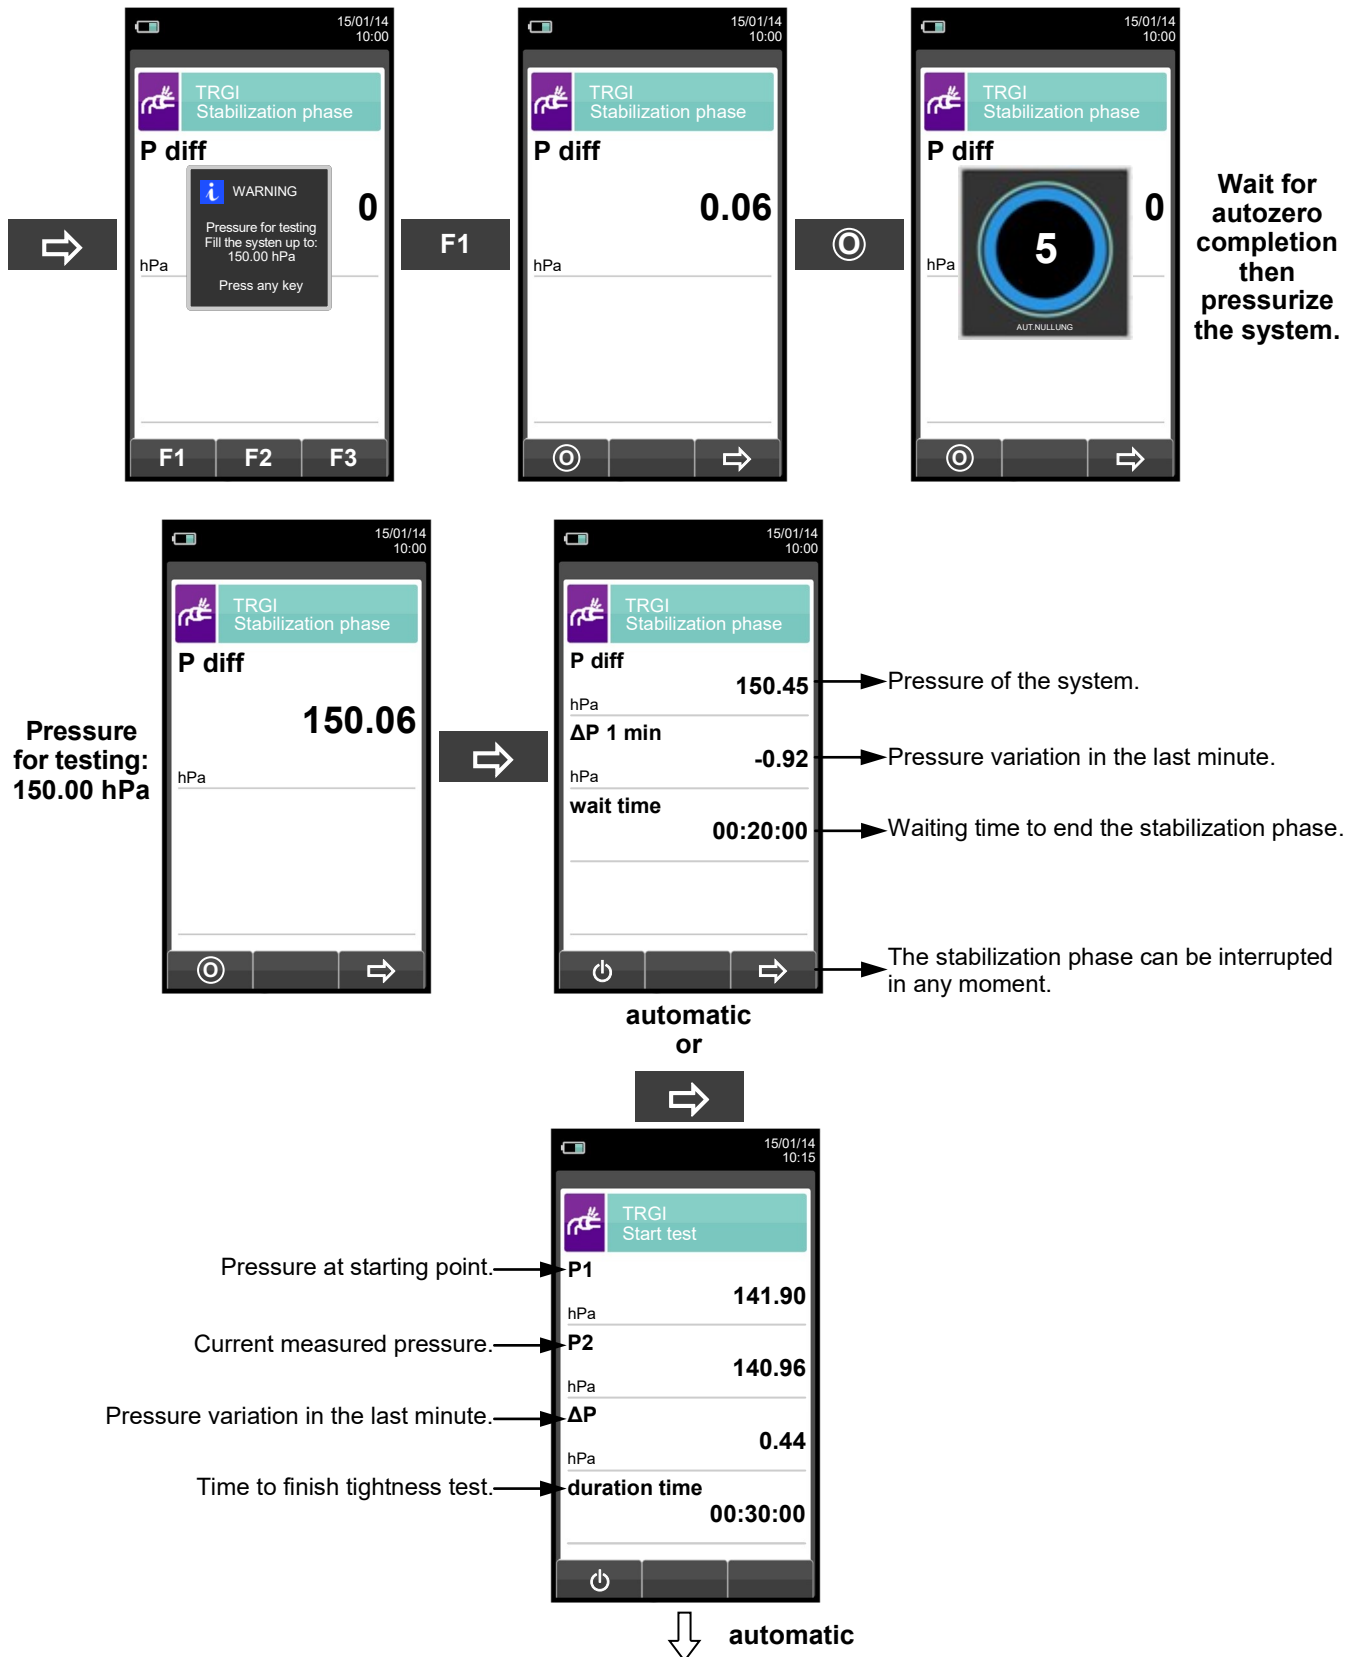 15/01/14
10:00
TRGI
Stabilization phase
P diff
0
hPa
WARNING
Pressure for testing
Fill the systen up to:
150.00 hPa
Press any key
F1 F2 F3
F1
15/01/14
10:00
TRGI
Stabilization phase
P diff
0.06
hPa
15/01/14
10:00
TRGI
Stabilization phase
P diff
0
hPa
5
AUT.NULLUNG
Wait for
autozero
completion
then
pressurize
the system.
Pressure
for testing:
150.00 hPa
15/01/14
10:00
TRGI
Stabilization phase
P diff
150.06
hPa
15/01/14
10:00
TRGI
Stabilization phase
P diff
150.45
hPa
ΔP 1 min
-0.92
hPa
wait time
00:20:00
Pressure of the system.
Pressure variation in the last minute.
Waiting time to end the stabilization phase.
The stabilization phase can be interrupted
in any moment.
automatic
or
15/01/14
10:15
TRGI
Start test
Pressure at starting point.
P1
141.90
hPa
Current measured pressure.
P2
140.96
hPa
Pressure variation in the last minute.
ΔP
0.44
hPa
Time to finish tightness test.
duration time
00:30:00
automatic